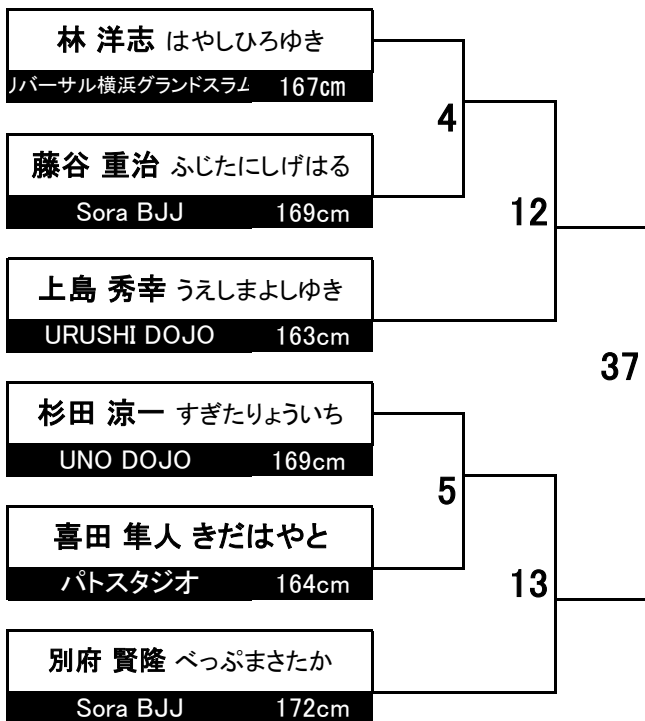 林 洋志 はやしひろゆき
リバーサル横浜グランドスラム 167cm
4
藤谷 重治 ふじたにしげはる
Sora BJJ 169cm
12
上島 秀幸 うえしまよしゆき
URUSHI DOJO 163cm
37
杉田 涼一 すぎたりょういち
UNO DOJO 169cm
5
喜田 隼人 きだはやと
パトスタジオ 164cm
13
別府 賢隆 べっぷまさたか
Sora BJJ 172cm